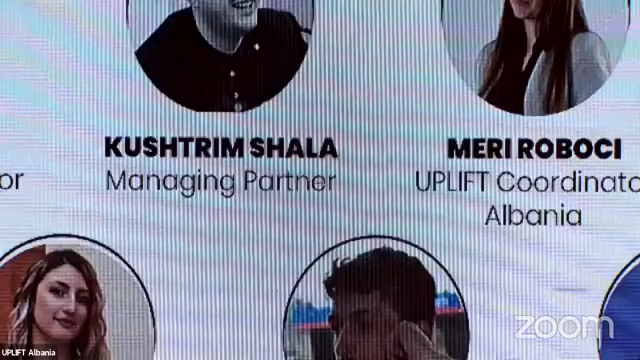 KUSHTRIM SHALA
Managing Partner
MERI ROBOCI
UPLIFT Coordinato
Albania
or
zoom
UPLIFT Albania